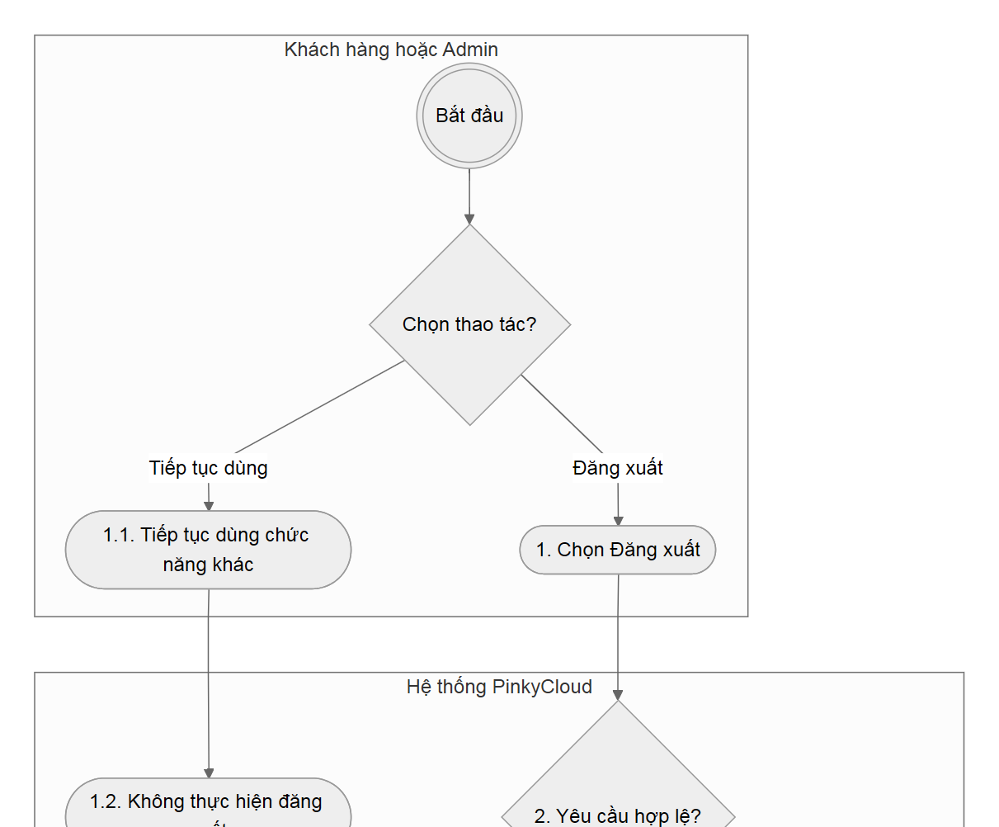 Khách hàng hoặc Admin
Bắt đầu
Chọn thao tác?
Tiếp tục dùng
Đăng xuất
1.1. Tiếp tục dùng chức
năng khác
1. Chọn Đăng xuất
Hệ thống PinkyCloud
1.2. Không thực hiện đăng
2. Yêu cầu hợp lệ?